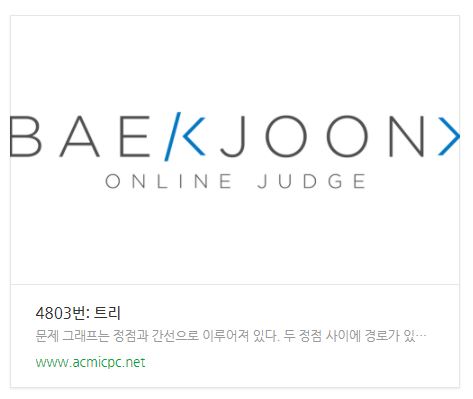 BAEKJOON>
ONLINE JUDGE
4803번: 트리
문제 그래프는 정점과 간선으로 이루어져 있다. 두 정점 사이에 경로가 있…
www.acmicpc.net